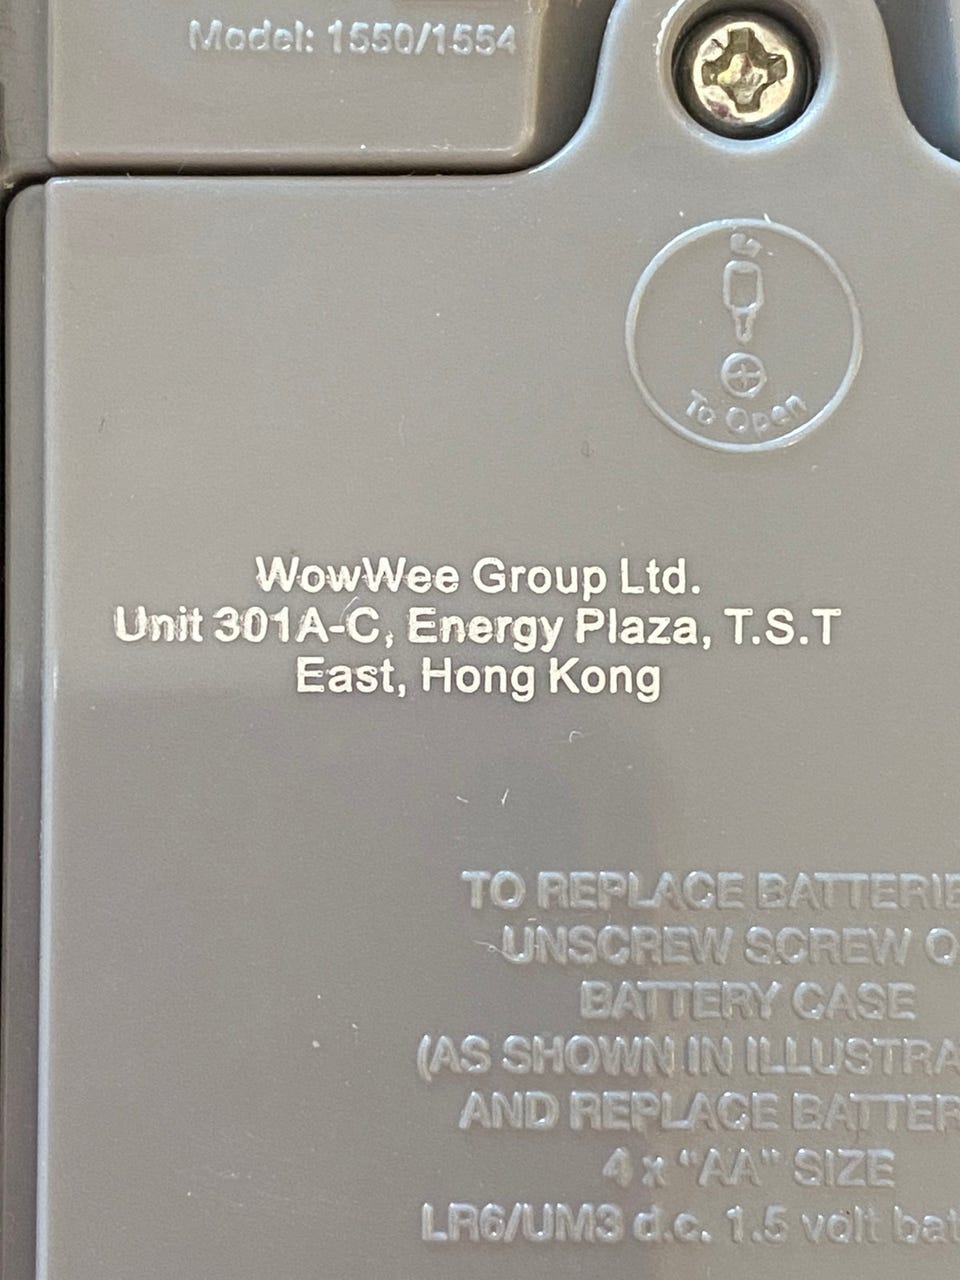 Model: 1550/1554
To Open
WowWee Group Ltd.
Unit 301A-C, Energy Plaza, T.S.T
East, Hong Kong
TO REPLACE BATTERIE
UNSCREW SCREW O
BATTERY CASE
(AS SHOWN IN ILLUSTRA
AND REPLACE BATTER
4 x "AA" SIZE
LR6/UM3 d.c. 1.5 volt bat